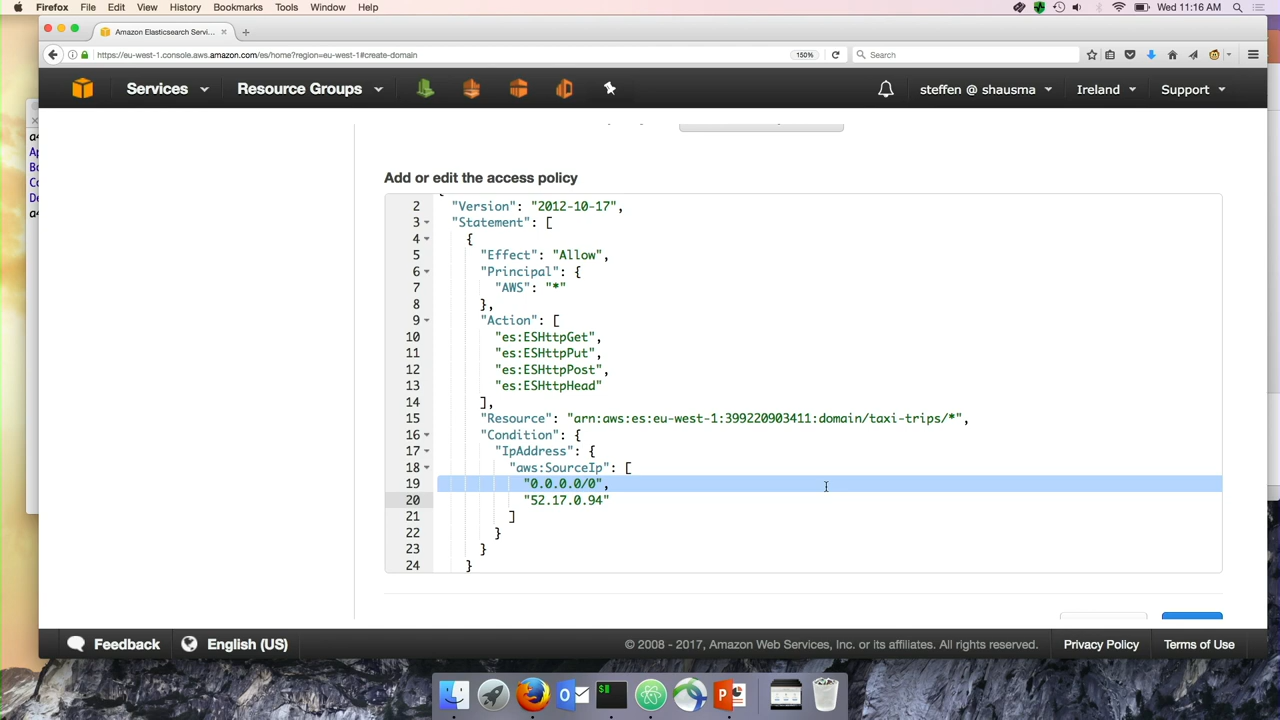 Firefox File Edit View History Bookmarks Tools Window Help Wed 11:16 AM
Amazon Elasticsearch Servi...
https://eu-west-1.console.aws.amazon.com/es/home?region=eu-west-1#create-domain 150% Search
Services Resource Groups steffen @ shausma Ireland Support
Add or edit the access policy
2 "Version": "2012-10-17",
3 "Statement": [
4 {
5 "Effect": "Allow",
6 "Principal": {
7 "AWS": "*"
8 },
9 "Action": [
10 "es:ESHttpGet",
11 "es:ESHttpPut",
12 "es:ESHttpPost",
13 "es:ESHttpHead"
14 ],
15 "Resource": "arn:aws:es:eu-west-1:399220903411:domain/taxi-trips/*",
16 "Condition": {
17 "IpAddress": {
18 "aws:SourceIp": [
19 "0.0.0.0/0",
20 "52.17.0.94"
21 ]
22 }
23 }
24 }
Feedback English (US) © 2008 - 2017, Amazon Web Services, Inc. or its affiliates. All rights reserved. Privacy Policy Terms of Use